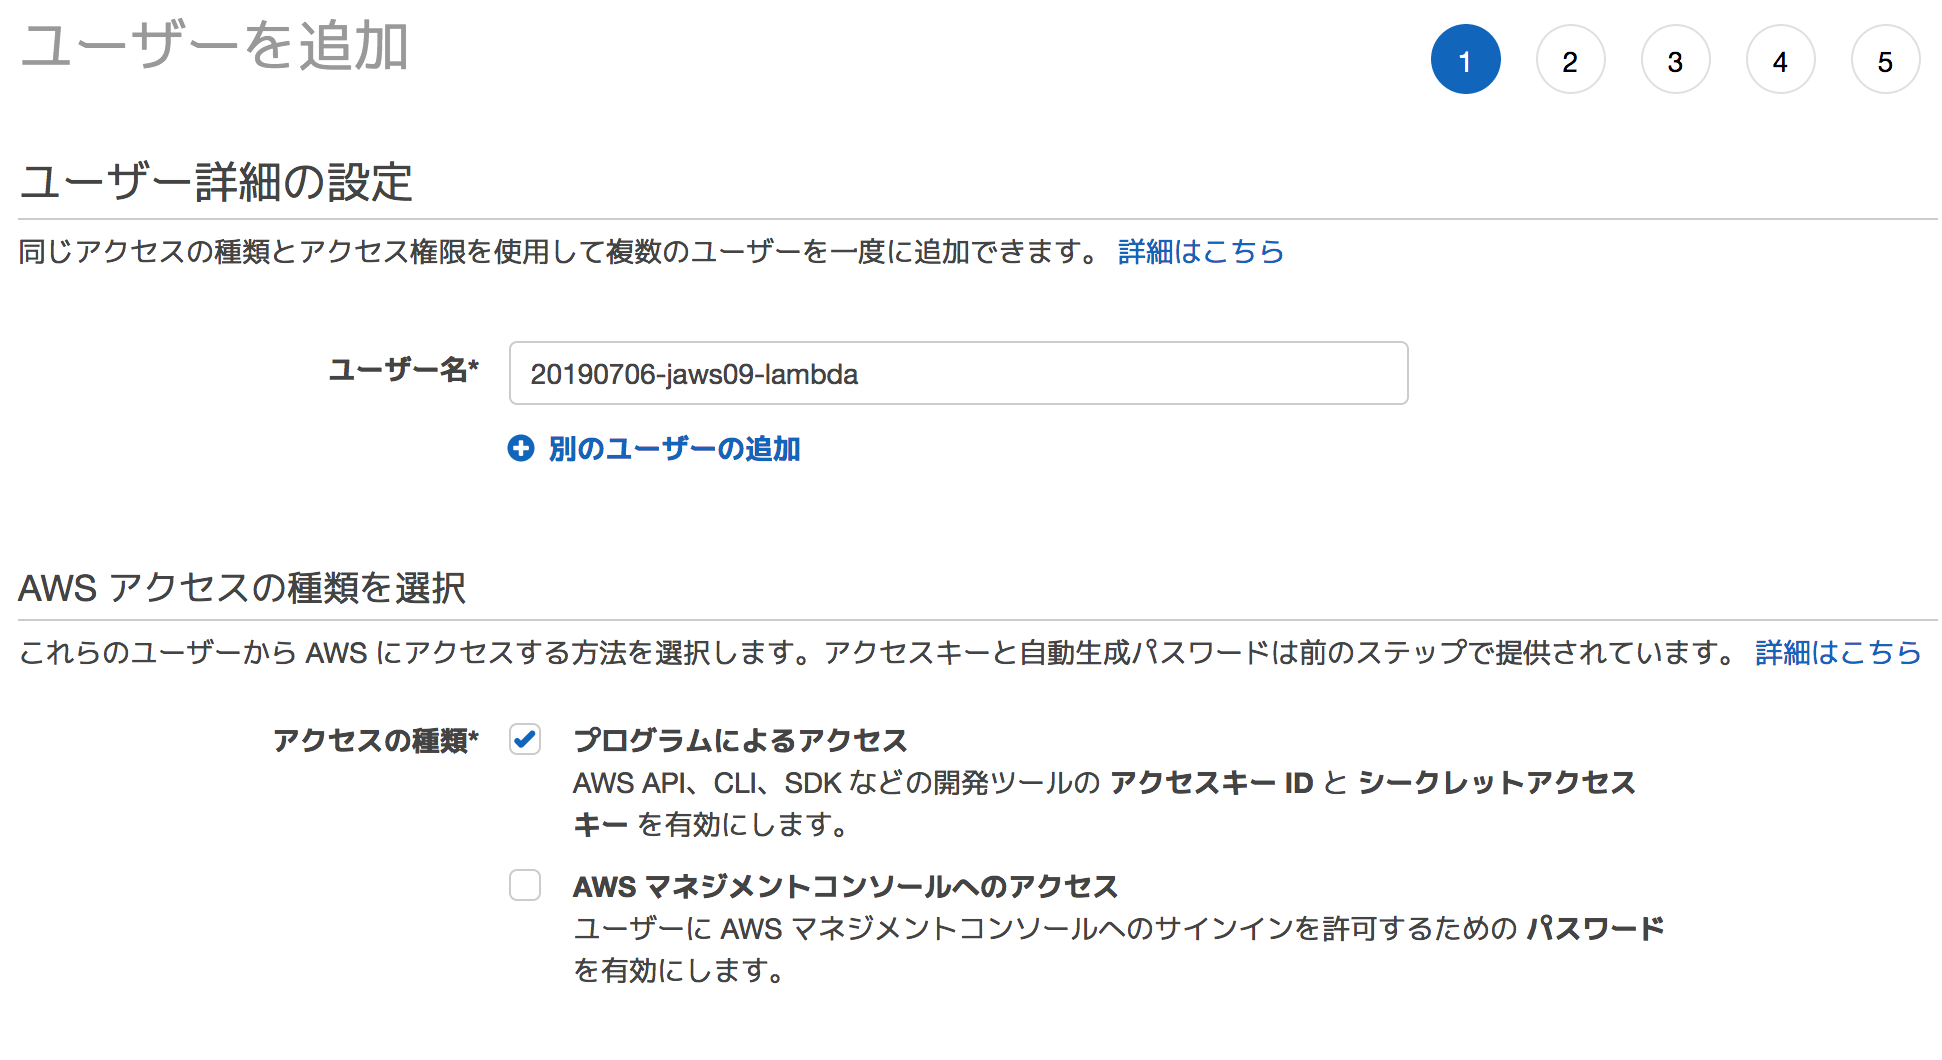 ユーザーを追加
1 2 3 4 5
ユーザー詳細の設定
同じアクセスの種類とアクセス権限を使用して複数のユーザーを一度に追加できます。 詳細はこちら
ユーザー名* 20190706-jaws09-lambda
別のユーザーの追加
AWS アクセスの種類を選択
これらのユーザーから AWS にアクセスする方法を選択します。アクセスキーと自動生成パスワードは前のステップで提供されています。 詳細はこちら
アクセスの種類* プログラムによるアクセス
AWS API、CLI、SDK などの開発ツールの アクセスキー ID と シークレットアクセス
キー を有効にします。
AWS マネジメントコンソールへのアクセス
ユーザーに AWS マネジメントコンソールへのサインインを許可するための パスワード
を有効にします。